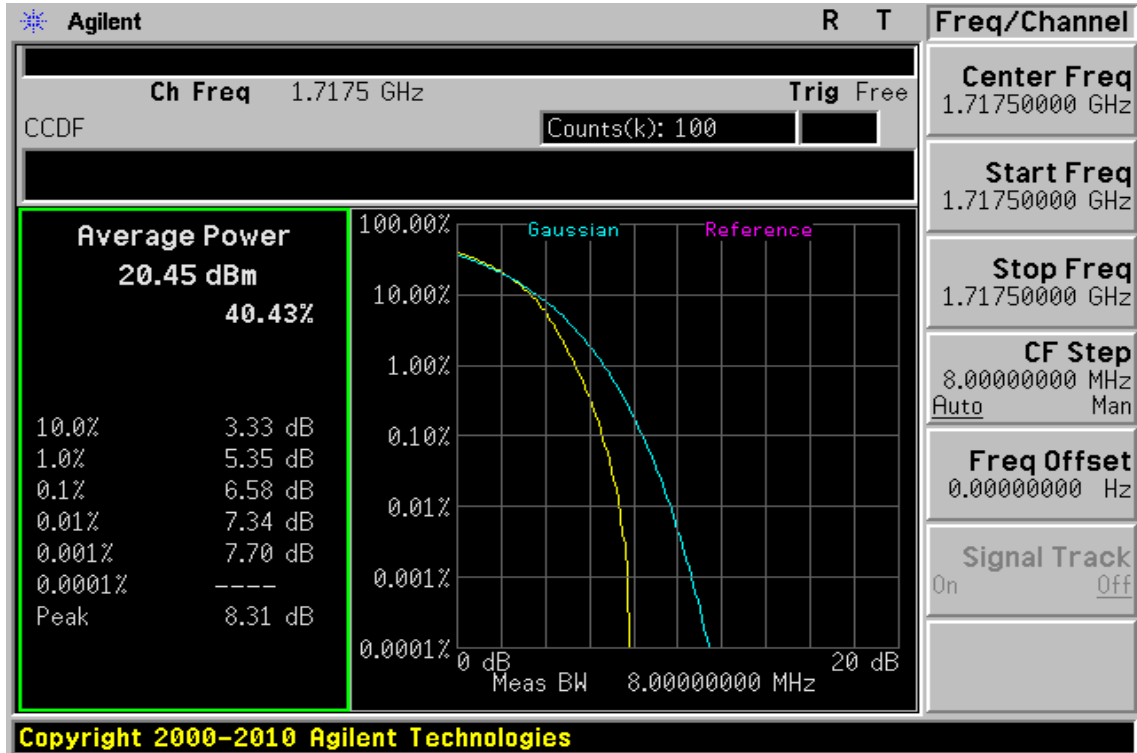 Agilent R T
Ch Freq 1.7175 GHz Trig Free
CCDF Counts(k): 100
Average Power
20.45 dBm
40.43%
10.0% 3.33 dB
1.0% 5.35 dB
0.1% 6.58 dB
0.01% 7.34 dB
0.001% 7.70 dB
0.0001% ----
Peak 8.31 dB
Gaussian Reference
100.00%
10.00%
1.00%
0.10%
0.01%
0.001%
0.0001%
0 dB 20 dB
Meas BW 8.00000000 MHz
Freq/Channel
Center Freq
1.71750000 GHz
Start Freq
1.71750000 GHz
Stop Freq
1.71750000 GHz
CF Step
8.00000000 MHz
Auto Man
Freq Offset
0.00000000 Hz
Signal Track
On Off
Copyright 2000-2010 Agilent Technologies